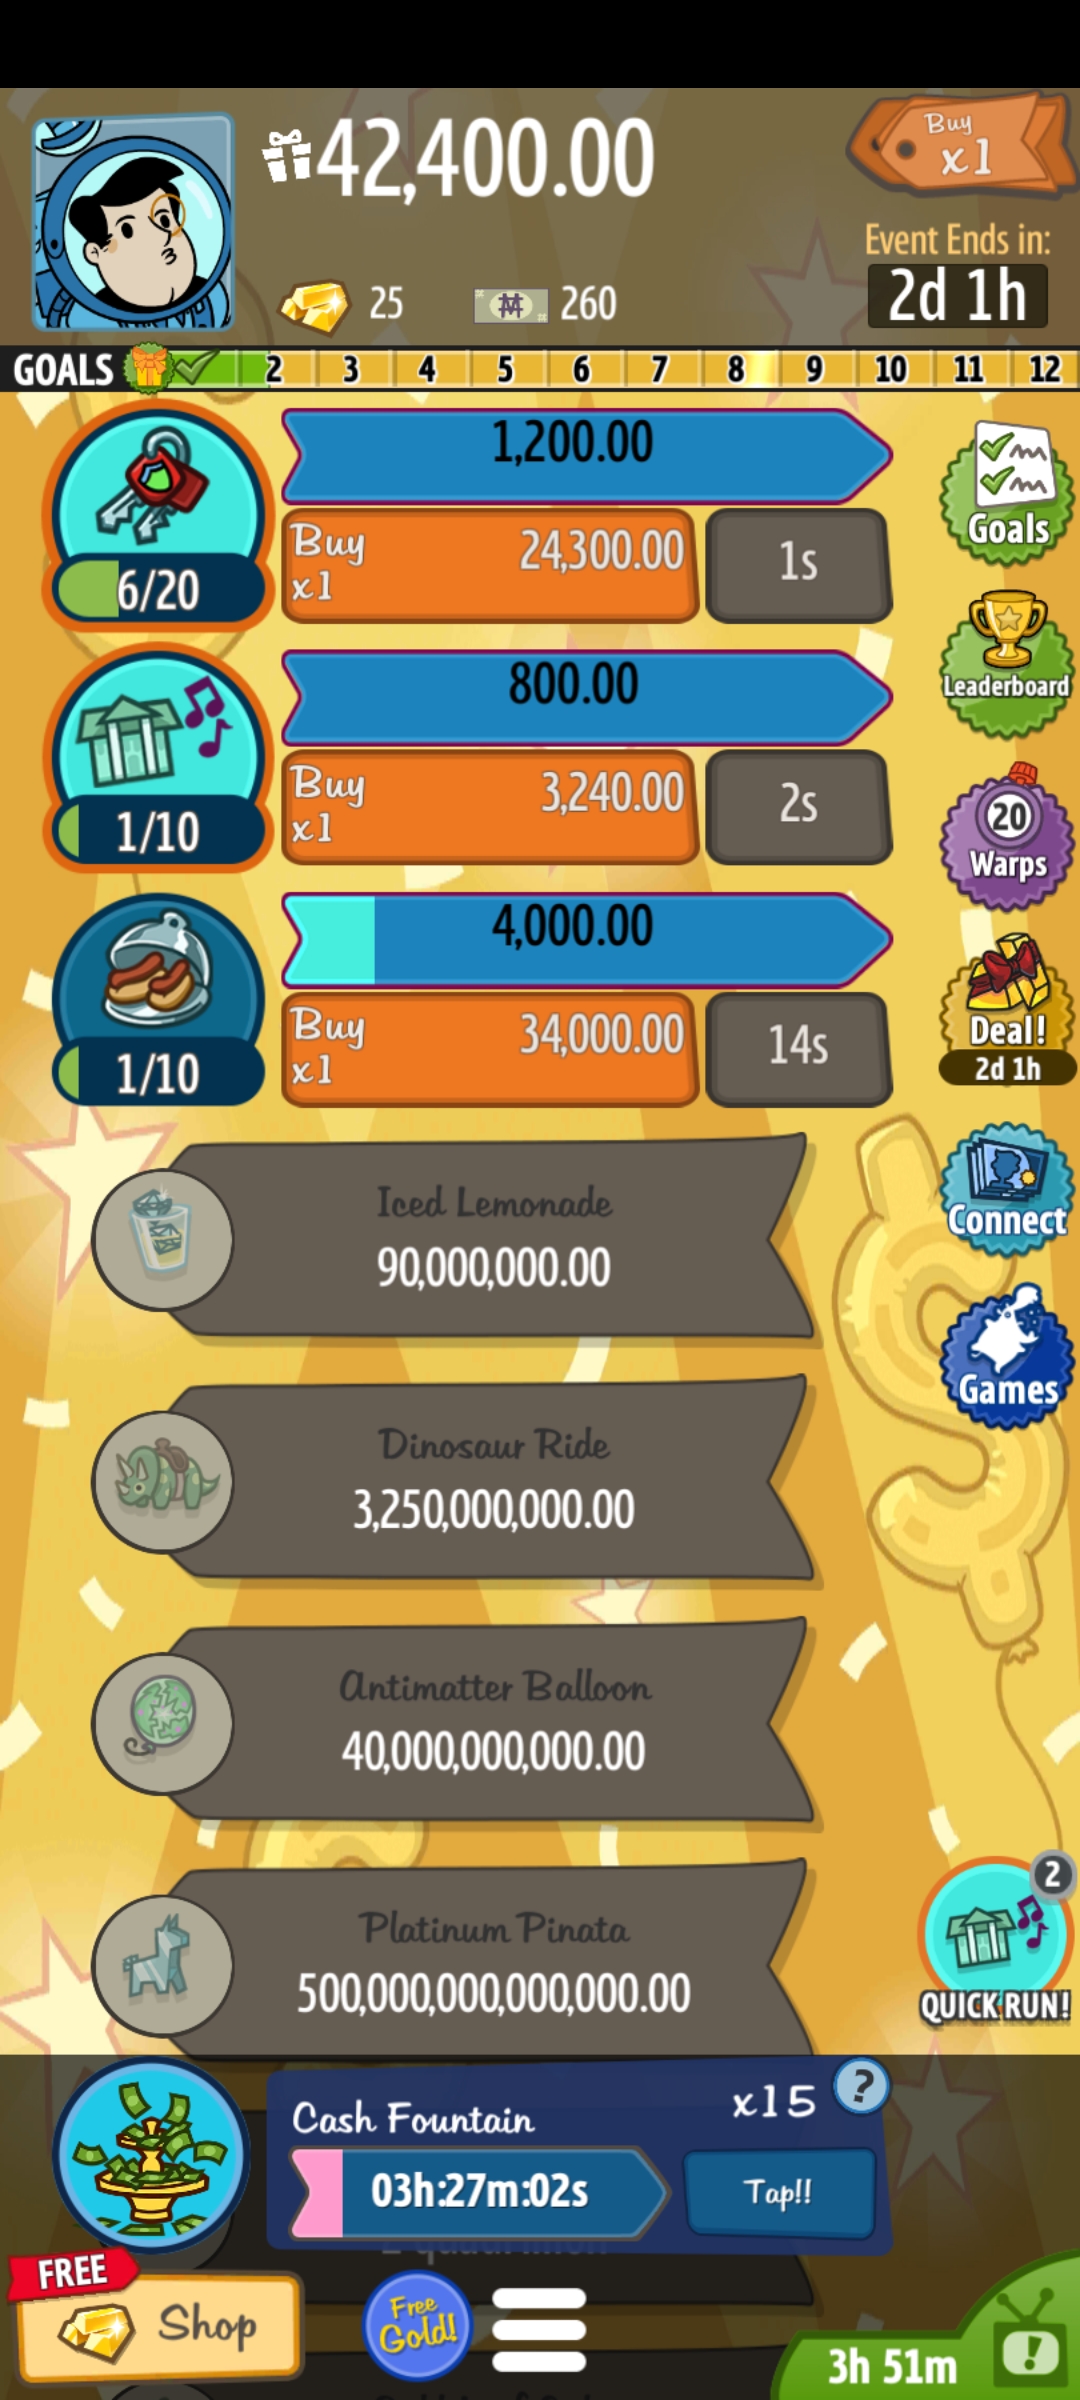 42,400.00
Buy
x1
Event Ends in:
25
260
2d 1h
GOALS
2 3 4 5 6 7 8 9 10 11 12
1,200.00
Buy
x1
24,300.00
1s
6/20
Goals
800.00
Buy
x1
3,240.00
2s
1/10
Leaderboard
20
Warps
4,000.00
Buy
x1
34,000.00
14s
1/10
Deal!
2d 1h
Iced Lemonade
90,000,000.00
Connect
Dinosaur Ride
3,250,000,000.00
Games
Antimatter Balloon
40,000,000,000.00
Platinum Pinata
500,000,000,000,000.00
2
QUICK RUN!
Cash Fountain
x15
?
03h:27m:02s
Tap!!
FREE
Shop
Free
Gold!
3h 51m
!